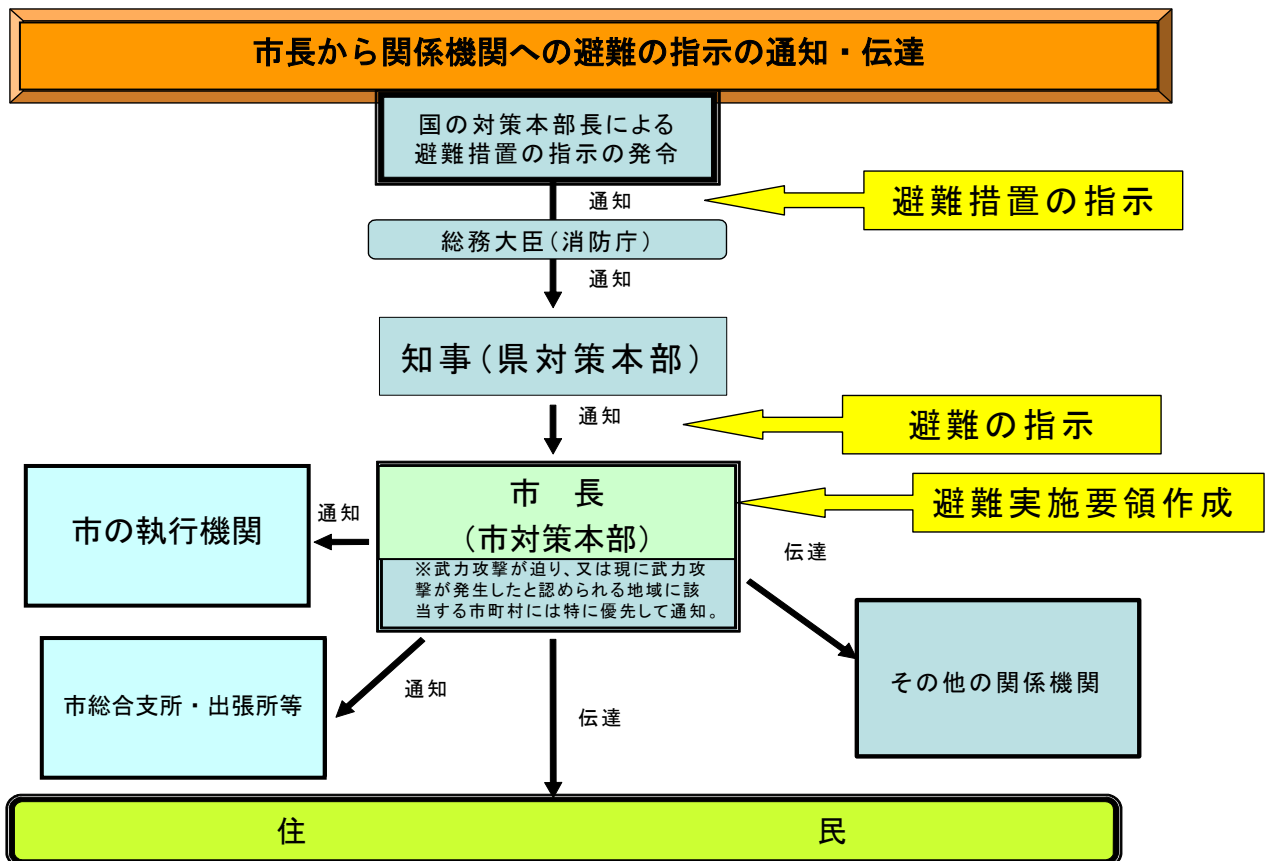 市長から関係機関への避難の指示の通知・伝達
国の対策本部長による
避難措置の指示の発令
通知
避難措置の指示
総務大臣（消防庁）
通知
知事（県対策本部）
通知
避難の指示
市　長
（市対策本部）
※武力攻撃が迫り、又は現に武力攻
撃が発生したと認められる地域に該
当する市町村には特に優先して通知。
避難実施要領作成
通知
市の執行機関
伝達
その他の関係機関
通知
市総合支所・出張所等
伝達
住　民